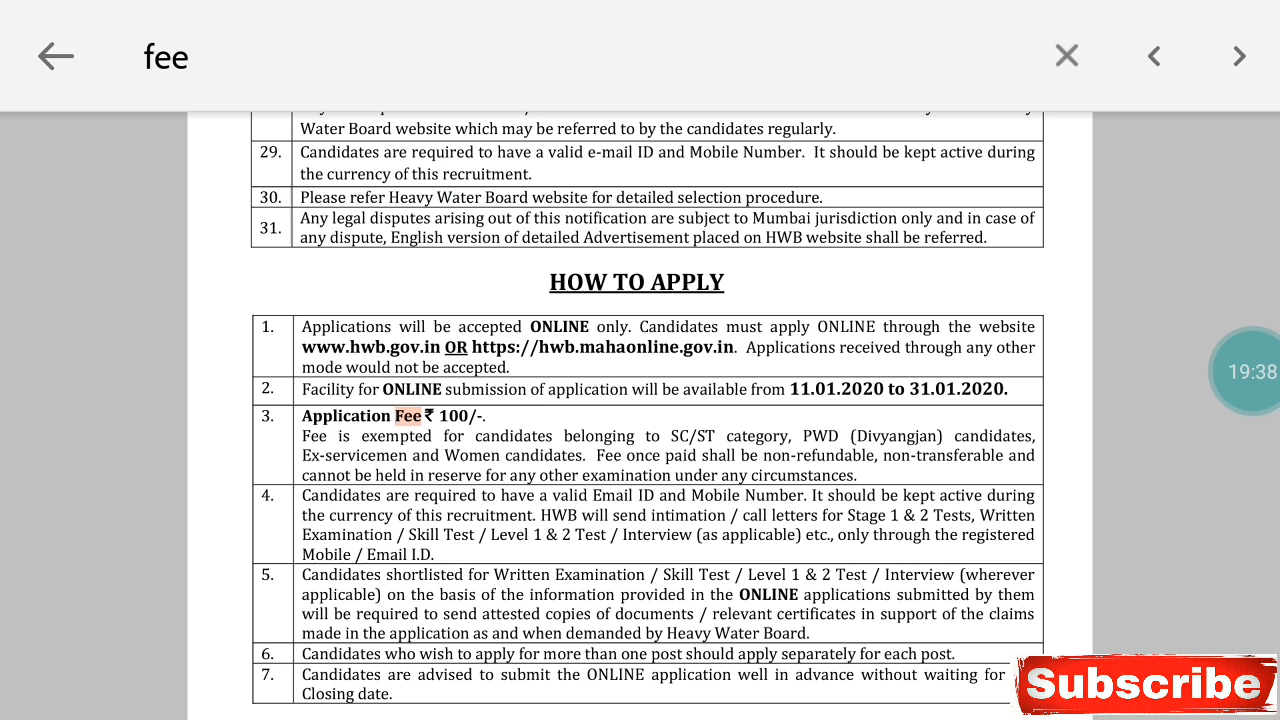 fee
Water Board website which may be referred to by the candidates regularly.
29. Candidates are required to have a valid e-mail ID and Mobile Number. It should be kept active during
the currency of this recruitment.
30. Please refer Heavy Water Board website for detailed selection procedure.
31. Any legal disputes arising out of this notification are subject to Mumbai jurisdiction only and in case of
any dispute, English version of detailed Advertisement placed on HWB website shall be referred.
HOW TO APPLY
1. Applications will be accepted ONLINE only. Candidates must apply ONLINE through the website
www.hwb.gov.in OR https://hwb.mahaonline.gov.in. Applications received through any other
mode would not be accepted.
2. Facility for ONLINE submission of application will be available from 11.01.2020 to 31.01.2020.
3. Application Fee ₹ 100/-.
Fee is exempted for candidates belonging to SC/ST category, PWD (Divyangjan) candidates,
Ex-servicemen and Women candidates. Fee once paid shall be non-refundable, non-transferable and
cannot be held in reserve for any other examination under any circumstances.
4. Candidates are required to have a valid Email ID and Mobile Number. It should be kept active during
the currency of this recruitment. HWB will send intimation / call letters for Stage 1 & 2 Tests, Written
Examination / Skill Test / Level 1 & 2 Test / Interview (as applicable) etc., only through the registered
Mobile / Email I.D.
5. Candidates shortlisted for Written Examination / Skill Test / Level 1 & 2 Test / Interview (wherever
applicable) on the basis of the information provided in the ONLINE applications submitted by them
will be required to send attested copies of documents / relevant certificates in support of the claims
made in the application as and when demanded by Heavy Water Board.
6. Candidates who wish to apply for more than one post should apply separately for each post.
7. Candidates are advised to submit the ONLINE application well in advance without waiting for
Closing date.
19:38
Subscribe